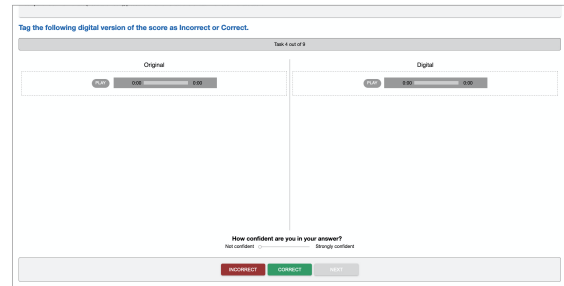 Tag the following digital version of the score as Incorrect or Correct.
Task 4 out of 9
Original
Digital
PLAY 0:00 0:00
PLAY 0:00 0:00
How confident are you in your answer?
Not confident Strongly confident
INCORRECT CORRECT NEXT